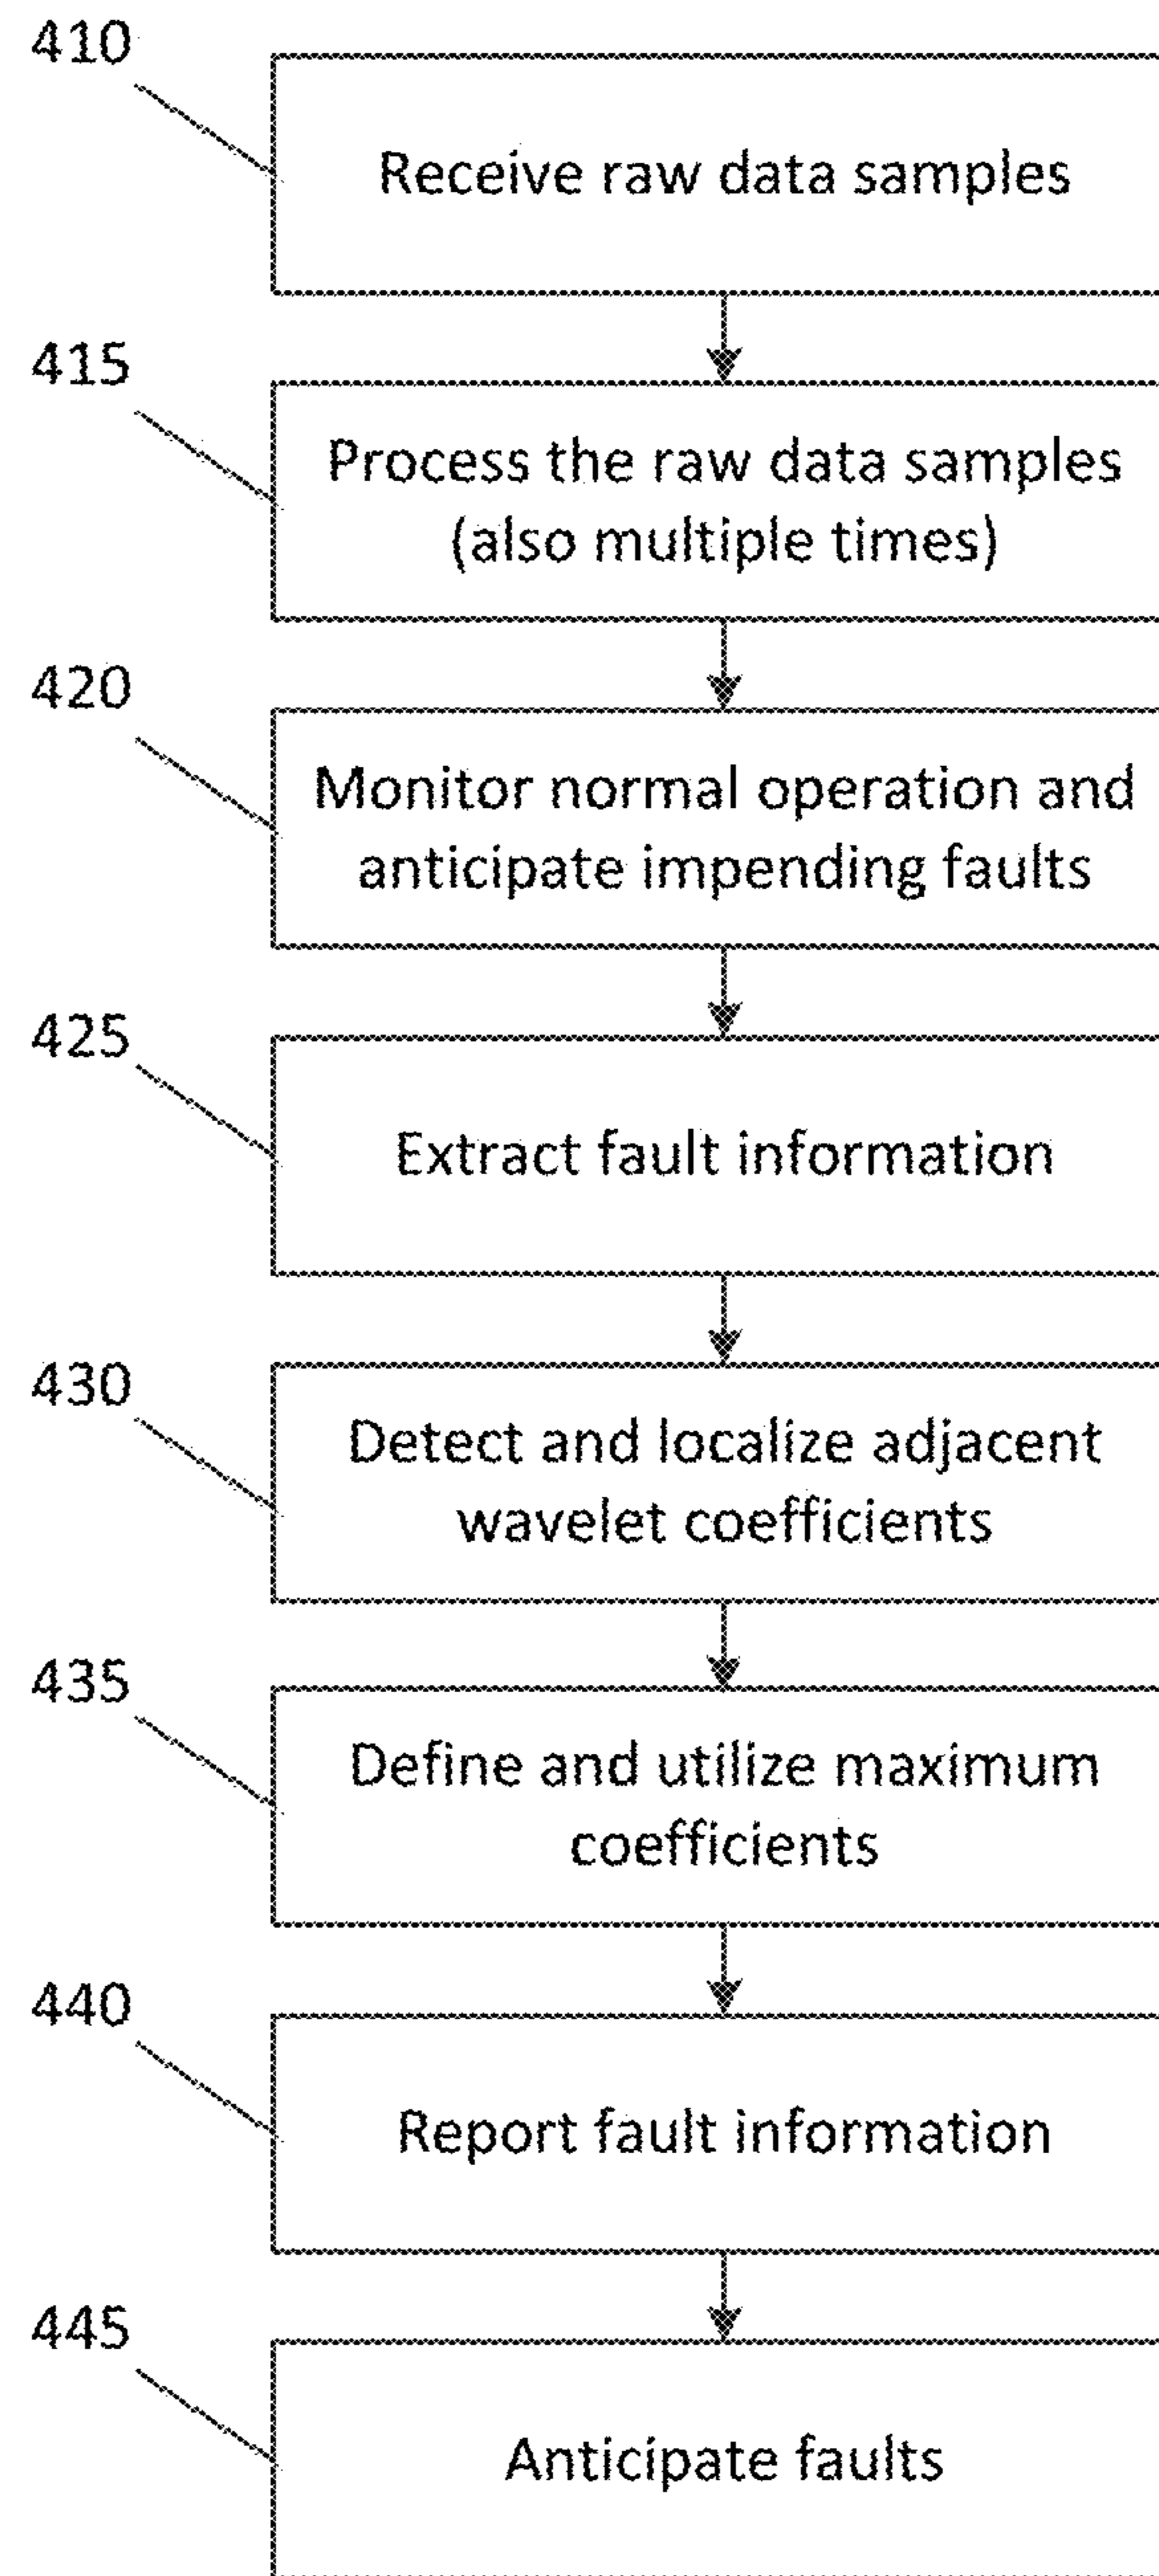 410
Receive raw data samples
415
Process the raw data samples
(also multiple times)
420
Monitor normal operation and
anticipate impending faults
425
Extract fault information
430
Detect and localize adjacent
wavelet coefficients
435
Define and utilize maximum
coefficients
440
Report fault information
445
Anticipate faults